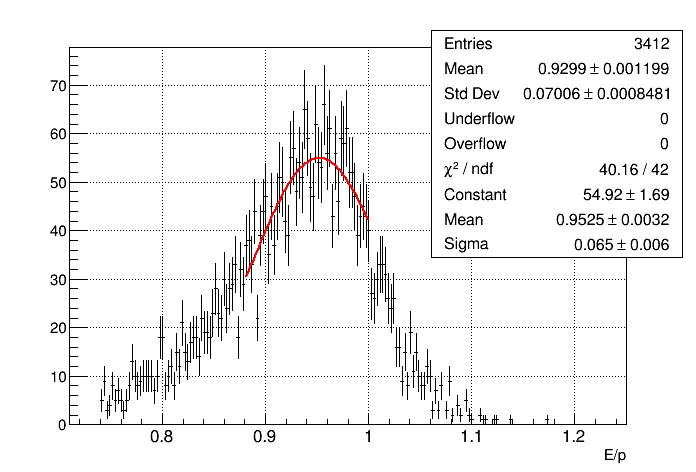 Entries 3412
Mean 0.9299 ± 0.001199
Std Dev 0.07006 ± 0.0008481
Underflow 0
Overflow 0
χ² / ndf 40.16 / 42
Constant 54.92 ± 1.69
Mean 0.9525 ± 0.0032
Sigma 0.065 ± 0.006
70
60
50
40
30
20
10
0
0.8 0.9 1 1.1 1.2
E/p